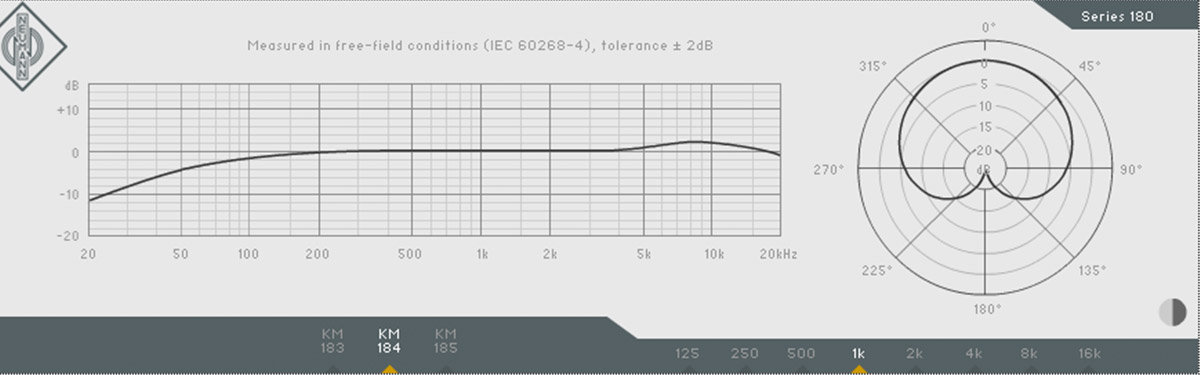 NEUMANN
Series 180
Measured in free-field conditions (IEC 60268-4), tolerance ± 2dB
dB
+10
0
-10
-20
20 50 100 200 500 1k 2k 5k 10k 20kHz
0°
315° 45°
0
5
10
15
-20
dB
270° 90°
225° 135°
180°
KM KM KM
183 184 185
125 250 500 1k 2k 4k 8k 16k